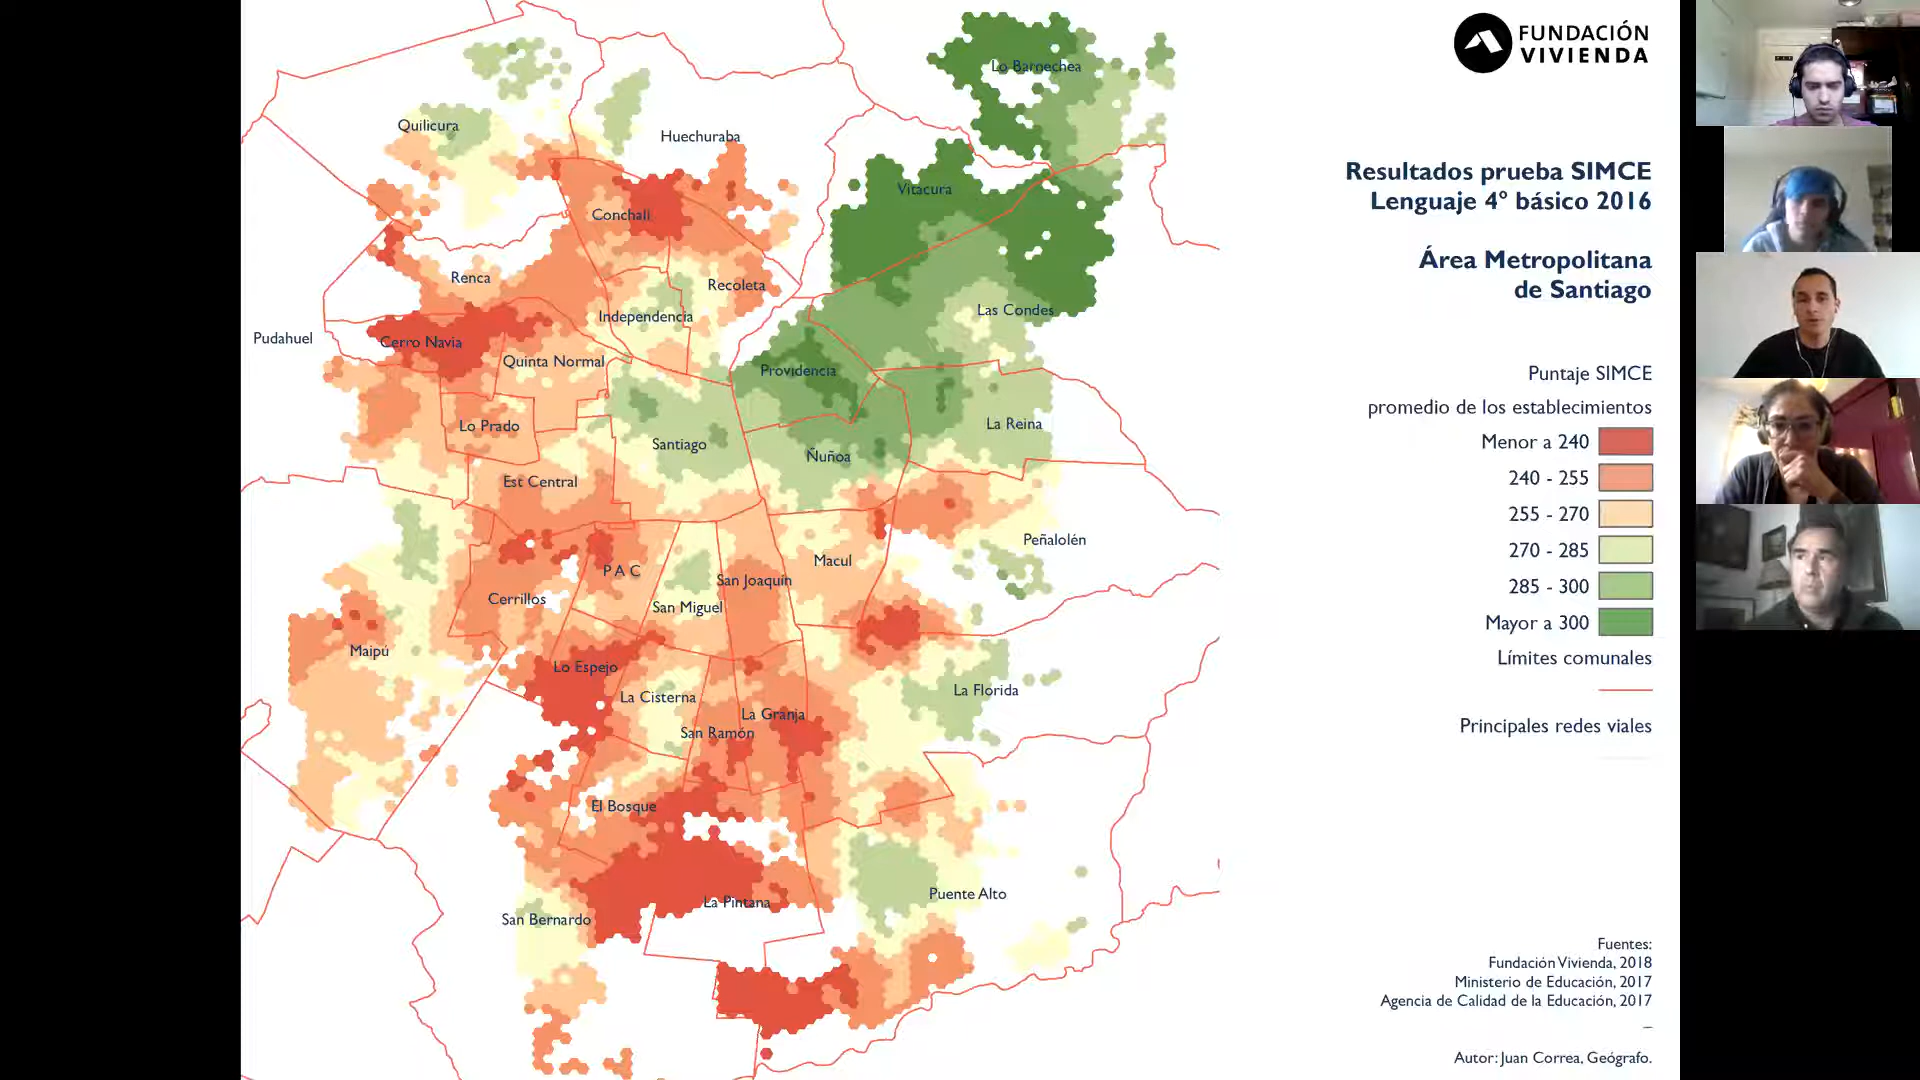 FUNDACIÓN
VIVIENDA
Resultados prueba SIMCE
Lenguaje 4º básico 2016
Área Metropolitana
de Santiago
Puntaje SIMCE
promedio de los establecimientos
Menor a 240
240 - 255
255 - 270
270 - 285
285 - 300
Mayor a 300
Límites comunales
Principales redes viales
Fuentes:
Fundación Vivienda, 2018
Ministerio de Educación, 2017
Agencia de Calidad de la Educación, 2017
Autor: Juan Correa, Geógrafo.
Lo Barnechea
Quilicura
Huechuraba
Vitacura
Conchalí
Renca
Recoleta
Las Condes
Independencia
Pudahuel
Cerro Navia
Quinta Normal
Providencia
Lo Prado
La Reina
Santiago
Ñuñoa
Est Central
Peñalolén
Macul
P A C
San Joaquín
Cerrillos
San Miguel
Maipú
Lo Espejo
La Florida
La Cisterna
La Granja
San Ramón
El Bosque
Puente Alto
La Pintana
San Bernardo